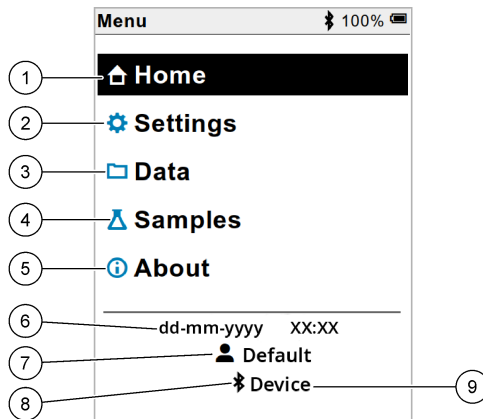 Menu 100%
1 Home
2 Settings
3 Data
4 Samples
5 About
6 dd-mm-yyyy XX:XX
7 Default
8 Device 9